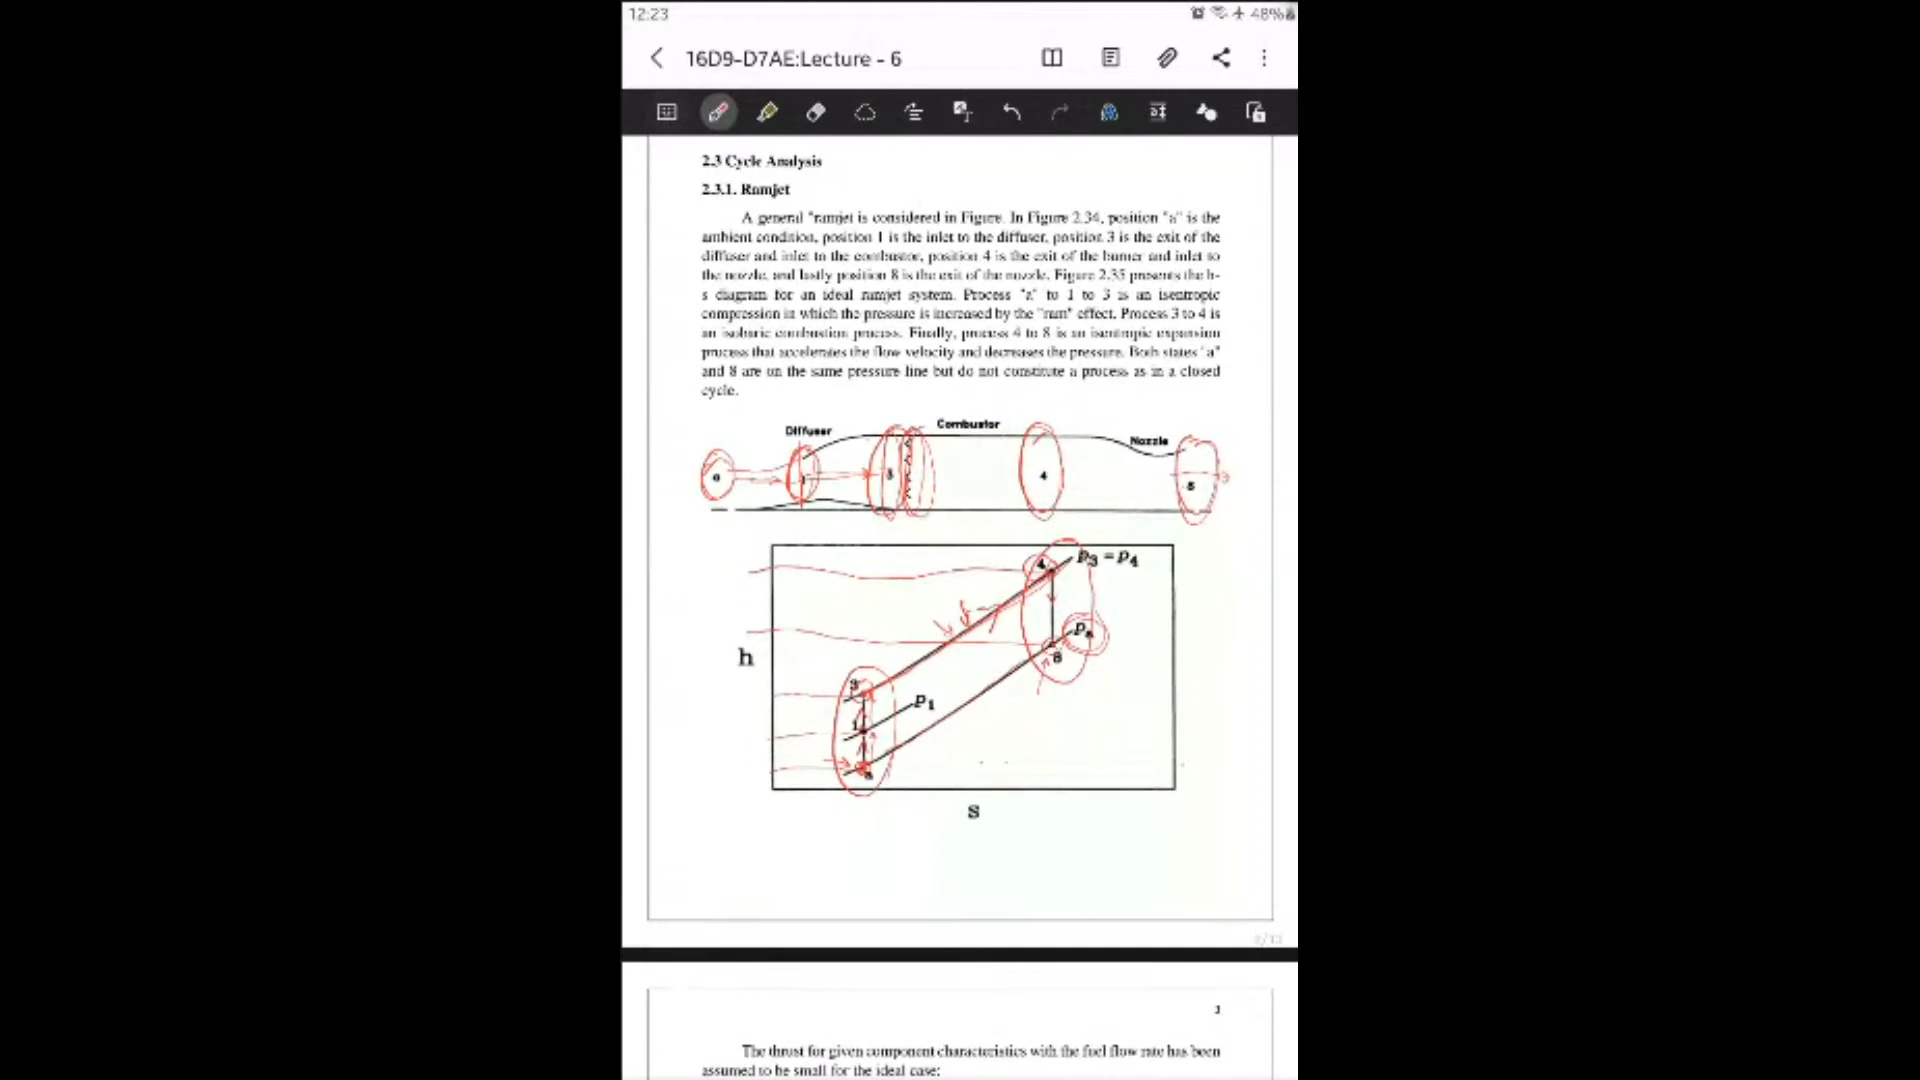 12:23
48%
16D9-D7AE:Lecture - 6
2.3 Cycle Analysis
2.3.1. Ramjet
A general "ramjet is considered in Figure. In Figure 2.34, position "a" is the
ambient condition, position 1 is the inlet to the diffuser, position 3 is the exit of the
diffuser and inlet to the combustor, position 4 is the exit of the burner and inlet to
the nozzle, and lastly position 8 is the exit of the nozzle. Figure 2.35 presents the h-
s diagram for an ideal ramjet system. Process "a" to 1 to 3 is an isentropic
compression in which the pressure is increased by the "ram" effect. Process 3 to 4 is
an isobaric combustion process. Finally, process 4 to 8 is an isentropic expansion
process that accelerates the flow velocity and decreases the pressure. Both states "a"
and 8 are on the same pressure line but do not constitute a process as in a closed
cycle.
Diffuser
Combustor
Nozzle
1
3
4
8
4
p3 = p4
pa
8
h
3
p1
1
a
s
The thrust for given component characteristics with the fuel flow rate has been
assumed to be small for the ideal case: